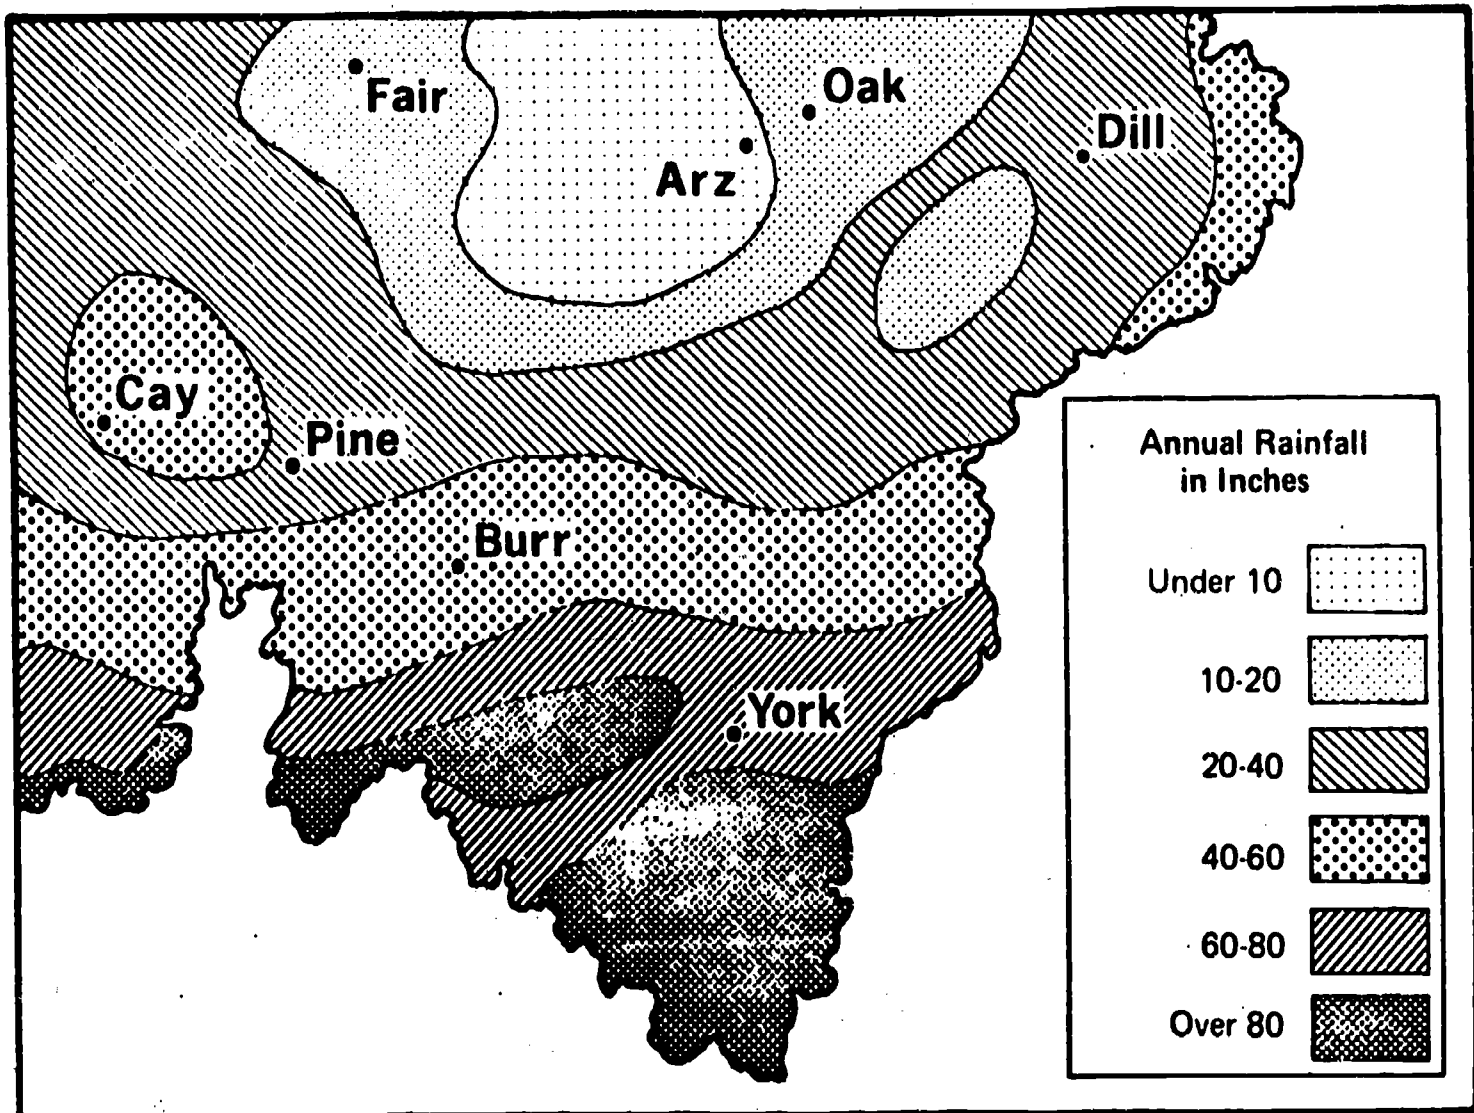 Fair
Oak
Dill
Arz
Cay
Pine
Burr
York
Annual Rainfall
in Inches
Under 10
10-20
20-40
40-60
60-80
Over 80